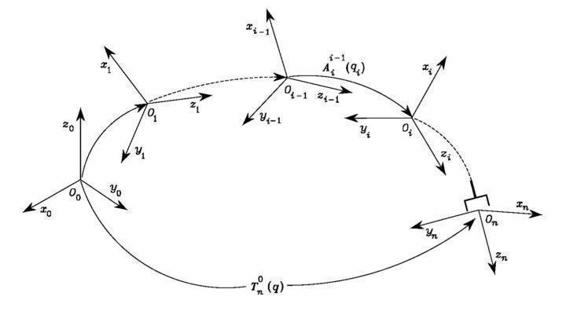 x_{i-1}
A_i^{i-1}(q_i)
x_1
x_i
O_{i-1}
z_{i-1}
z_1
O_1
y_{i-1}
y_i
O_i
z_0
y_1
z_i
O_0
y_0
x_0
x_n
O_n
y_n
z_n
T_n^0(q)